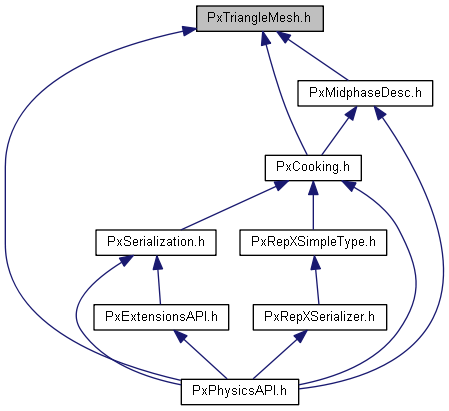 PxTriangleMesh.h
PxMidphaseDesc.h
PxCooking.h
PxSerialization.h
PxRepXSimpleType.h
PxExtensionsAPI.h
PxRepXSerializer.h
PxPhysicsAPI.h